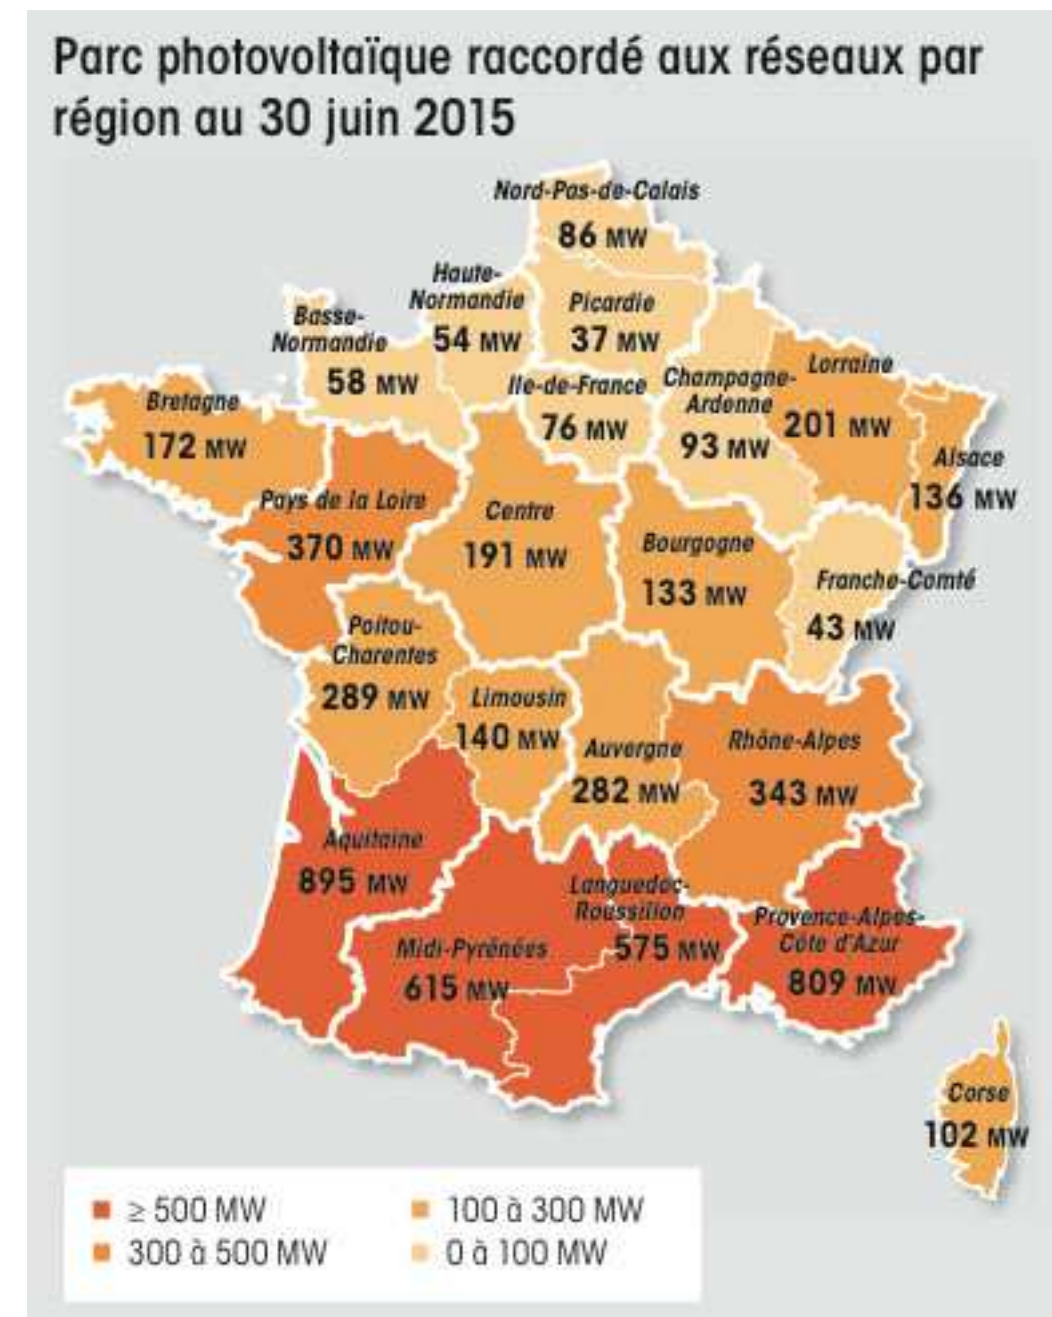 Parc photovoltaïque raccordé aux réseaux par
région au 30 juin 2015
Nord-Pas-de-Calais
86 MW
Haute-
Normandie
54 MW
Picardie
37 MW
Basse-
Normandie
58 MW
Ile-de-France
76 MW
Champagne-
Ardenne
93 MW
Lorraine
201 MW
Alsace
136 MW
Bretagne
172 MW
Pays de la Loire
370 MW
Centre
191 MW
Bourgogne
133 MW
Franche-Comté
43 MW
Poitou-
Charentes
289 MW
Limousin
140 MW
Auvergne
282 MW
Rhône-Alpes
343 MW
Aquitaine
895 MW
Midi-Pyrénées
615 MW
Languedoc-
Roussillon
575 MW
Provence-Alpes-
Côte d'Azur
809 MW
Corse
102 MW
≥ 500 MW
300 à 500 MW
100 à 300 MW
0 à 100 MW